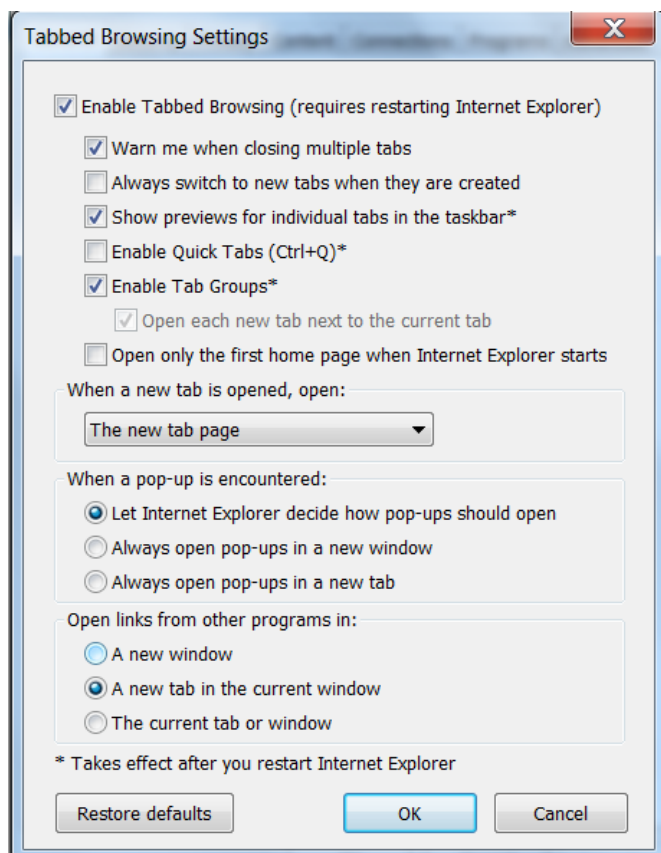 Tabbed Browsing Settings
Enable Tabbed Browsing (requires restarting Internet Explorer)
Warn me when closing multiple tabs
Always switch to new tabs when they are created
Show previews for individual tabs in the taskbar*
Enable Quick Tabs (Ctrl+Q)*
Enable Tab Groups*
Open each new tab next to the current tab
Open only the first home page when Internet Explorer starts
When a new tab is opened, open:
The new tab page
When a pop-up is encountered:
Let Internet Explorer decide how pop-ups should open
Always open pop-ups in a new window
Always open pop-ups in a new tab
Open links from other programs in:
A new window
A new tab in the current window
The current tab or window
* Takes effect after you restart Internet Explorer
Restore defaults OK Cancel